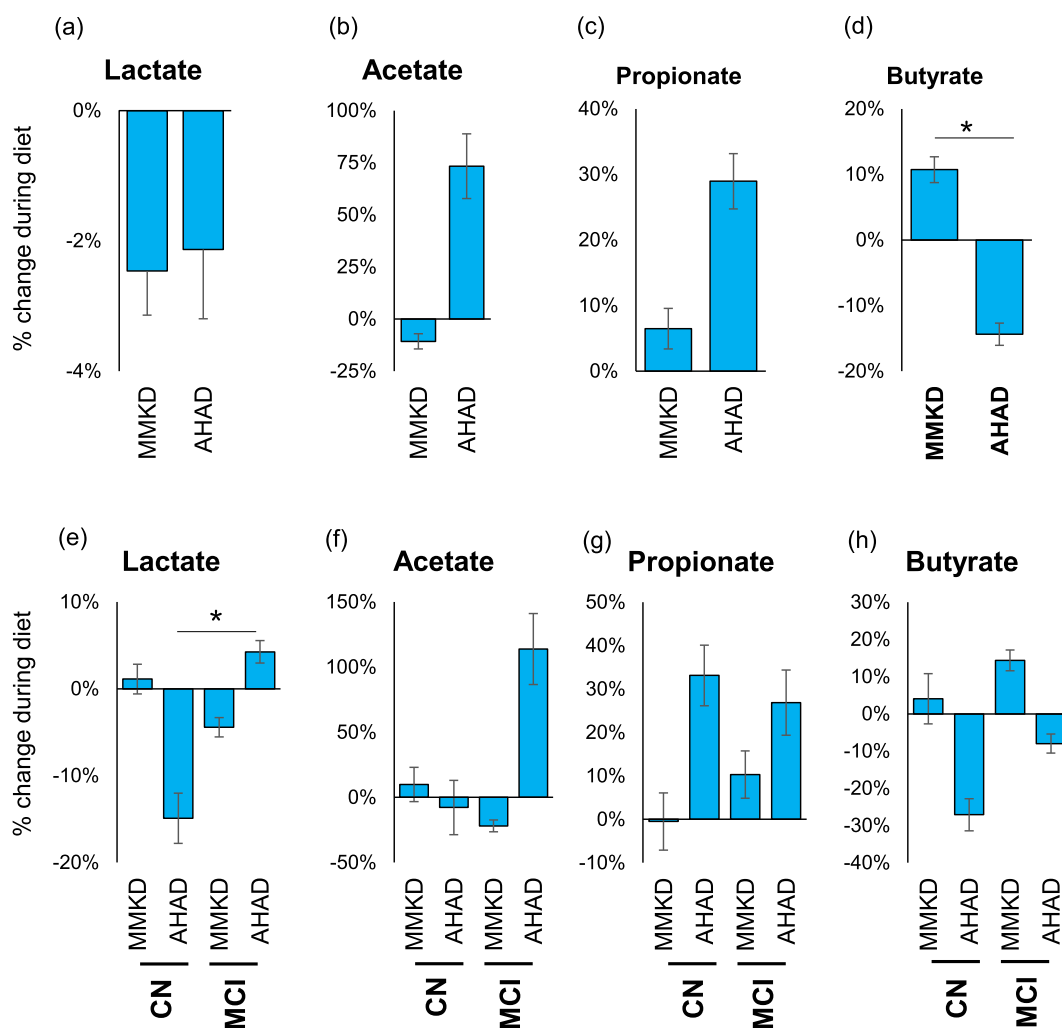 (a)
Lactate
% change during diet
0%
-2%
-4%
MMKD
AHAD
(b)
Acetate
100%
75%
50%
25%
0%
-25%
MMKD
AHAD
(c)
Propionate
40%
30%
20%
10%
0%
MMKD
AHAD
(d)
Butyrate
20%
10%
0%
-10%
-20%
*
MMKD
AHAD
(e)
Lactate
% change during diet
10%
0%
-10%
-20%
*
MMKD
AHAD
MMKD
AHAD
CN
MCI
(f)
Acetate
150%
100%
50%
0%
-50%
MMKD
AHAD
MMKD
AHAD
CN
MCI
(g)
Propionate
50%
40%
30%
20%
10%
0%
-10%
MMKD
AHAD
MMKD
AHAD
CN
MCI
(h)
Butyrate
30%
20%
10%
0%
-10%
-20%
-30%
-40%
MMKD
AHAD
MMKD
AHAD
CN
MCI